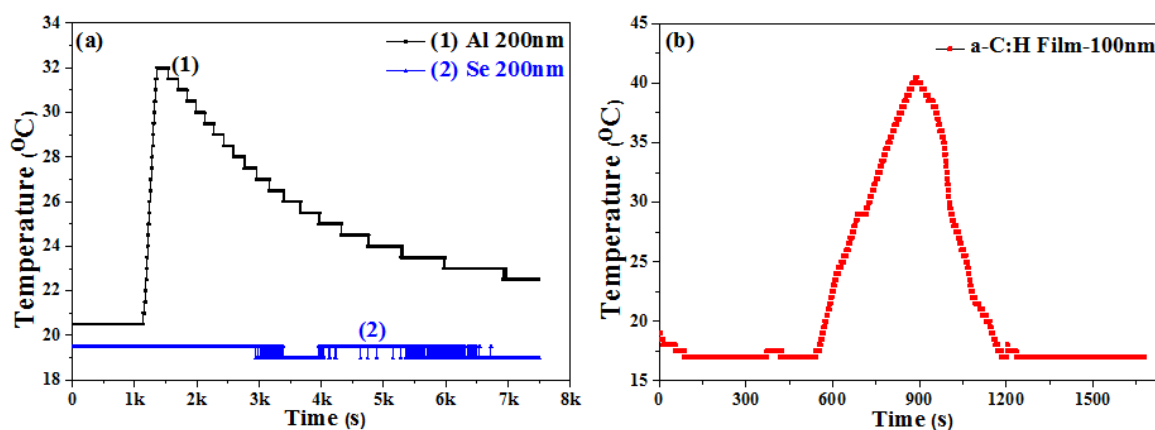 (a)
(1) Al 200nm
(2) Se 200nm
(1)
(2)
34
32
30
28
26
24
22
20
18
Temperature (OC)
0
1k
2k
3k
4k
5k
6k
7k
8k
Time (s)
(b)
a-C:H Film-100nm
45
40
35
30
25
20
15
Temperature (OC)
0
300
600
900
1200
1500
Time (s)